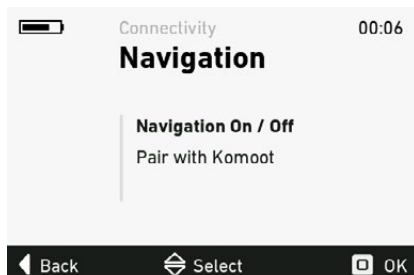 Connectivity
00:06
Navigation
Navigation On / Off
Pair with Komoot
Back
Select
OK